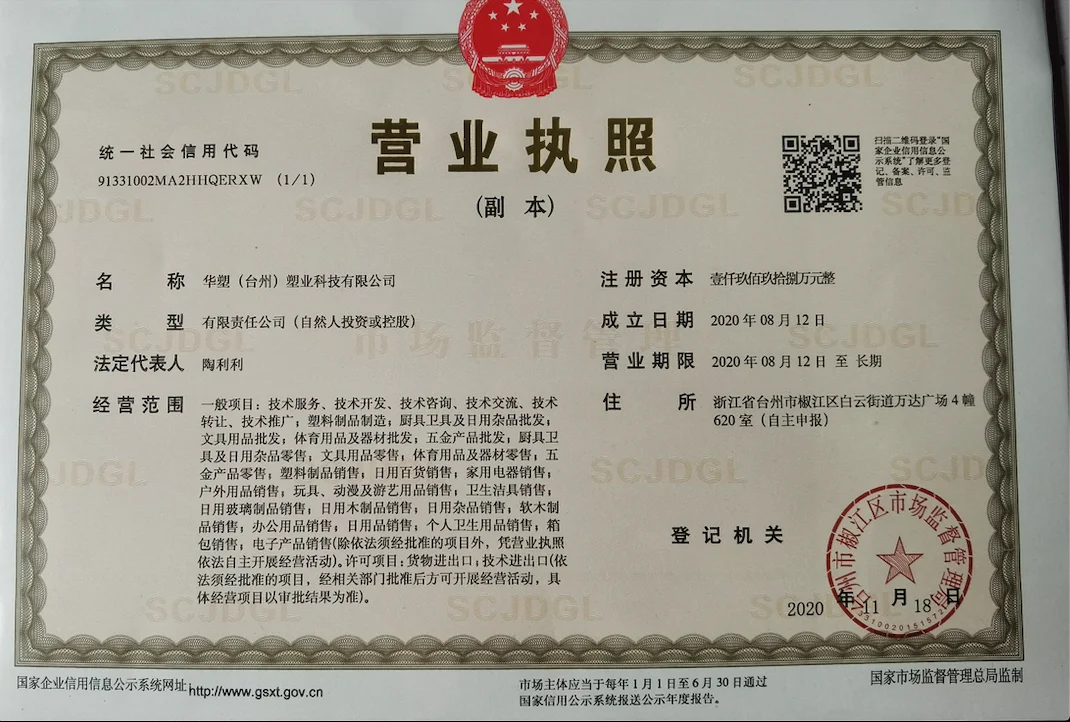 营业执照
（副 本）
统一社会信用代码
91331002MA2HHQERXW （1/1）
扫描二维码登录“国
家企业信用信息公
示系统”了解更多登
记、备案、许可、监
管信息
名 称 华塑（台州）塑业科技有限公司
类 型 有限责任公司（自然人投资或控股）
法定代表人 陶利利
经营范围 一般项目：技术服务、技术开发、技术咨询、技术交流、技术
转让、技术推广；塑料制品制造；厨具卫具及日用杂品批发；
文具用品批发；体育用品及器材批发；五金产品批发；厨具卫
具及日用杂品零售；文具用品零售；体育用品及器材零售；五
金产品零售；塑料制品销售；日用百货销售；家用电器销售；
户外用品销售；玩具、动漫及游艺用品销售；卫生洁具销售；
日用玻璃制品销售；日用木制品销售；日用杂品销售；软木制
品销售；办公用品销售；日用品销售；个人卫生用品销售；箱
包销售；电子产品销售(除依法须经批准的项目外，凭营业执照
依法自主开展经营活动)。许可项目：货物进出口；技术进出口(依
法须经批准的项目，经相关部门批准后方可开展经营活动，具
体经营项目以审批结果为准)。
注册资本 壹仟玖佰玖拾捌万元整
成立日期 2020年08月12日
营业期限 2020年08月12日 至 长期
住 所 浙江省台州市椒江区白云街道万达广场4幢
620室（自主申报）
登记机关
台州市椒江区市场监督管理局
2020 年 11 月 18 日
SCJDGL
市场监督管理
国家企业信用信息公示系统网址：http://www.gsxt.gov.cn
市场主体应当于每年1月1日至6月30日通过
国家信用公示系统报送公示年度报告。
国家市场监督管理总局监制